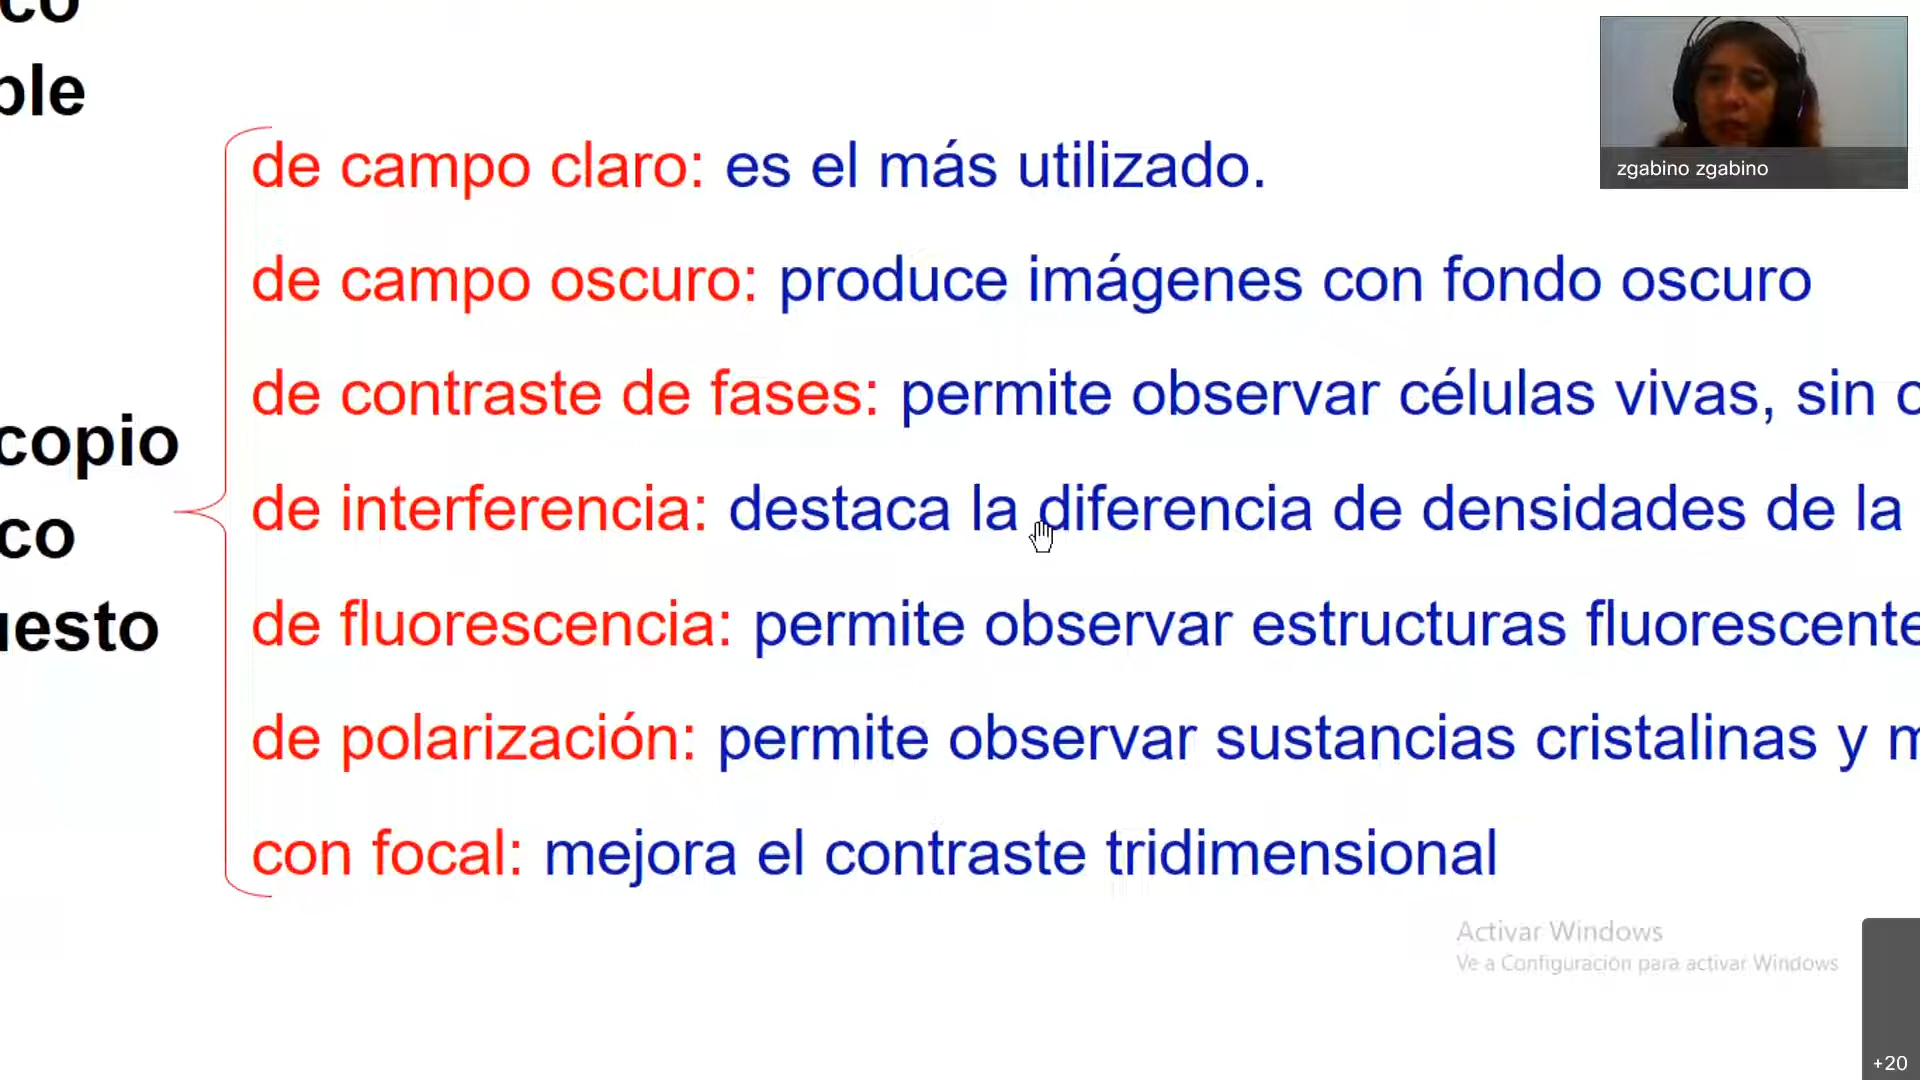 co
ple
zgabino zgabino
de campo claro: es el más utilizado.
de campo oscuro: produce imágenes con fondo oscuro
de contraste de fases: permite observar células vivas, sin c
copio
de interferencia: destaca la diferencia de densidades de la
co
de fluorescencia: permite observar estructuras fluorescente
uesto
de polarización: permite observar sustancias cristalinas y m
con focal: mejora el contraste tridimensional
Activar Windows
Ve a Configuración para activar Windows
+20